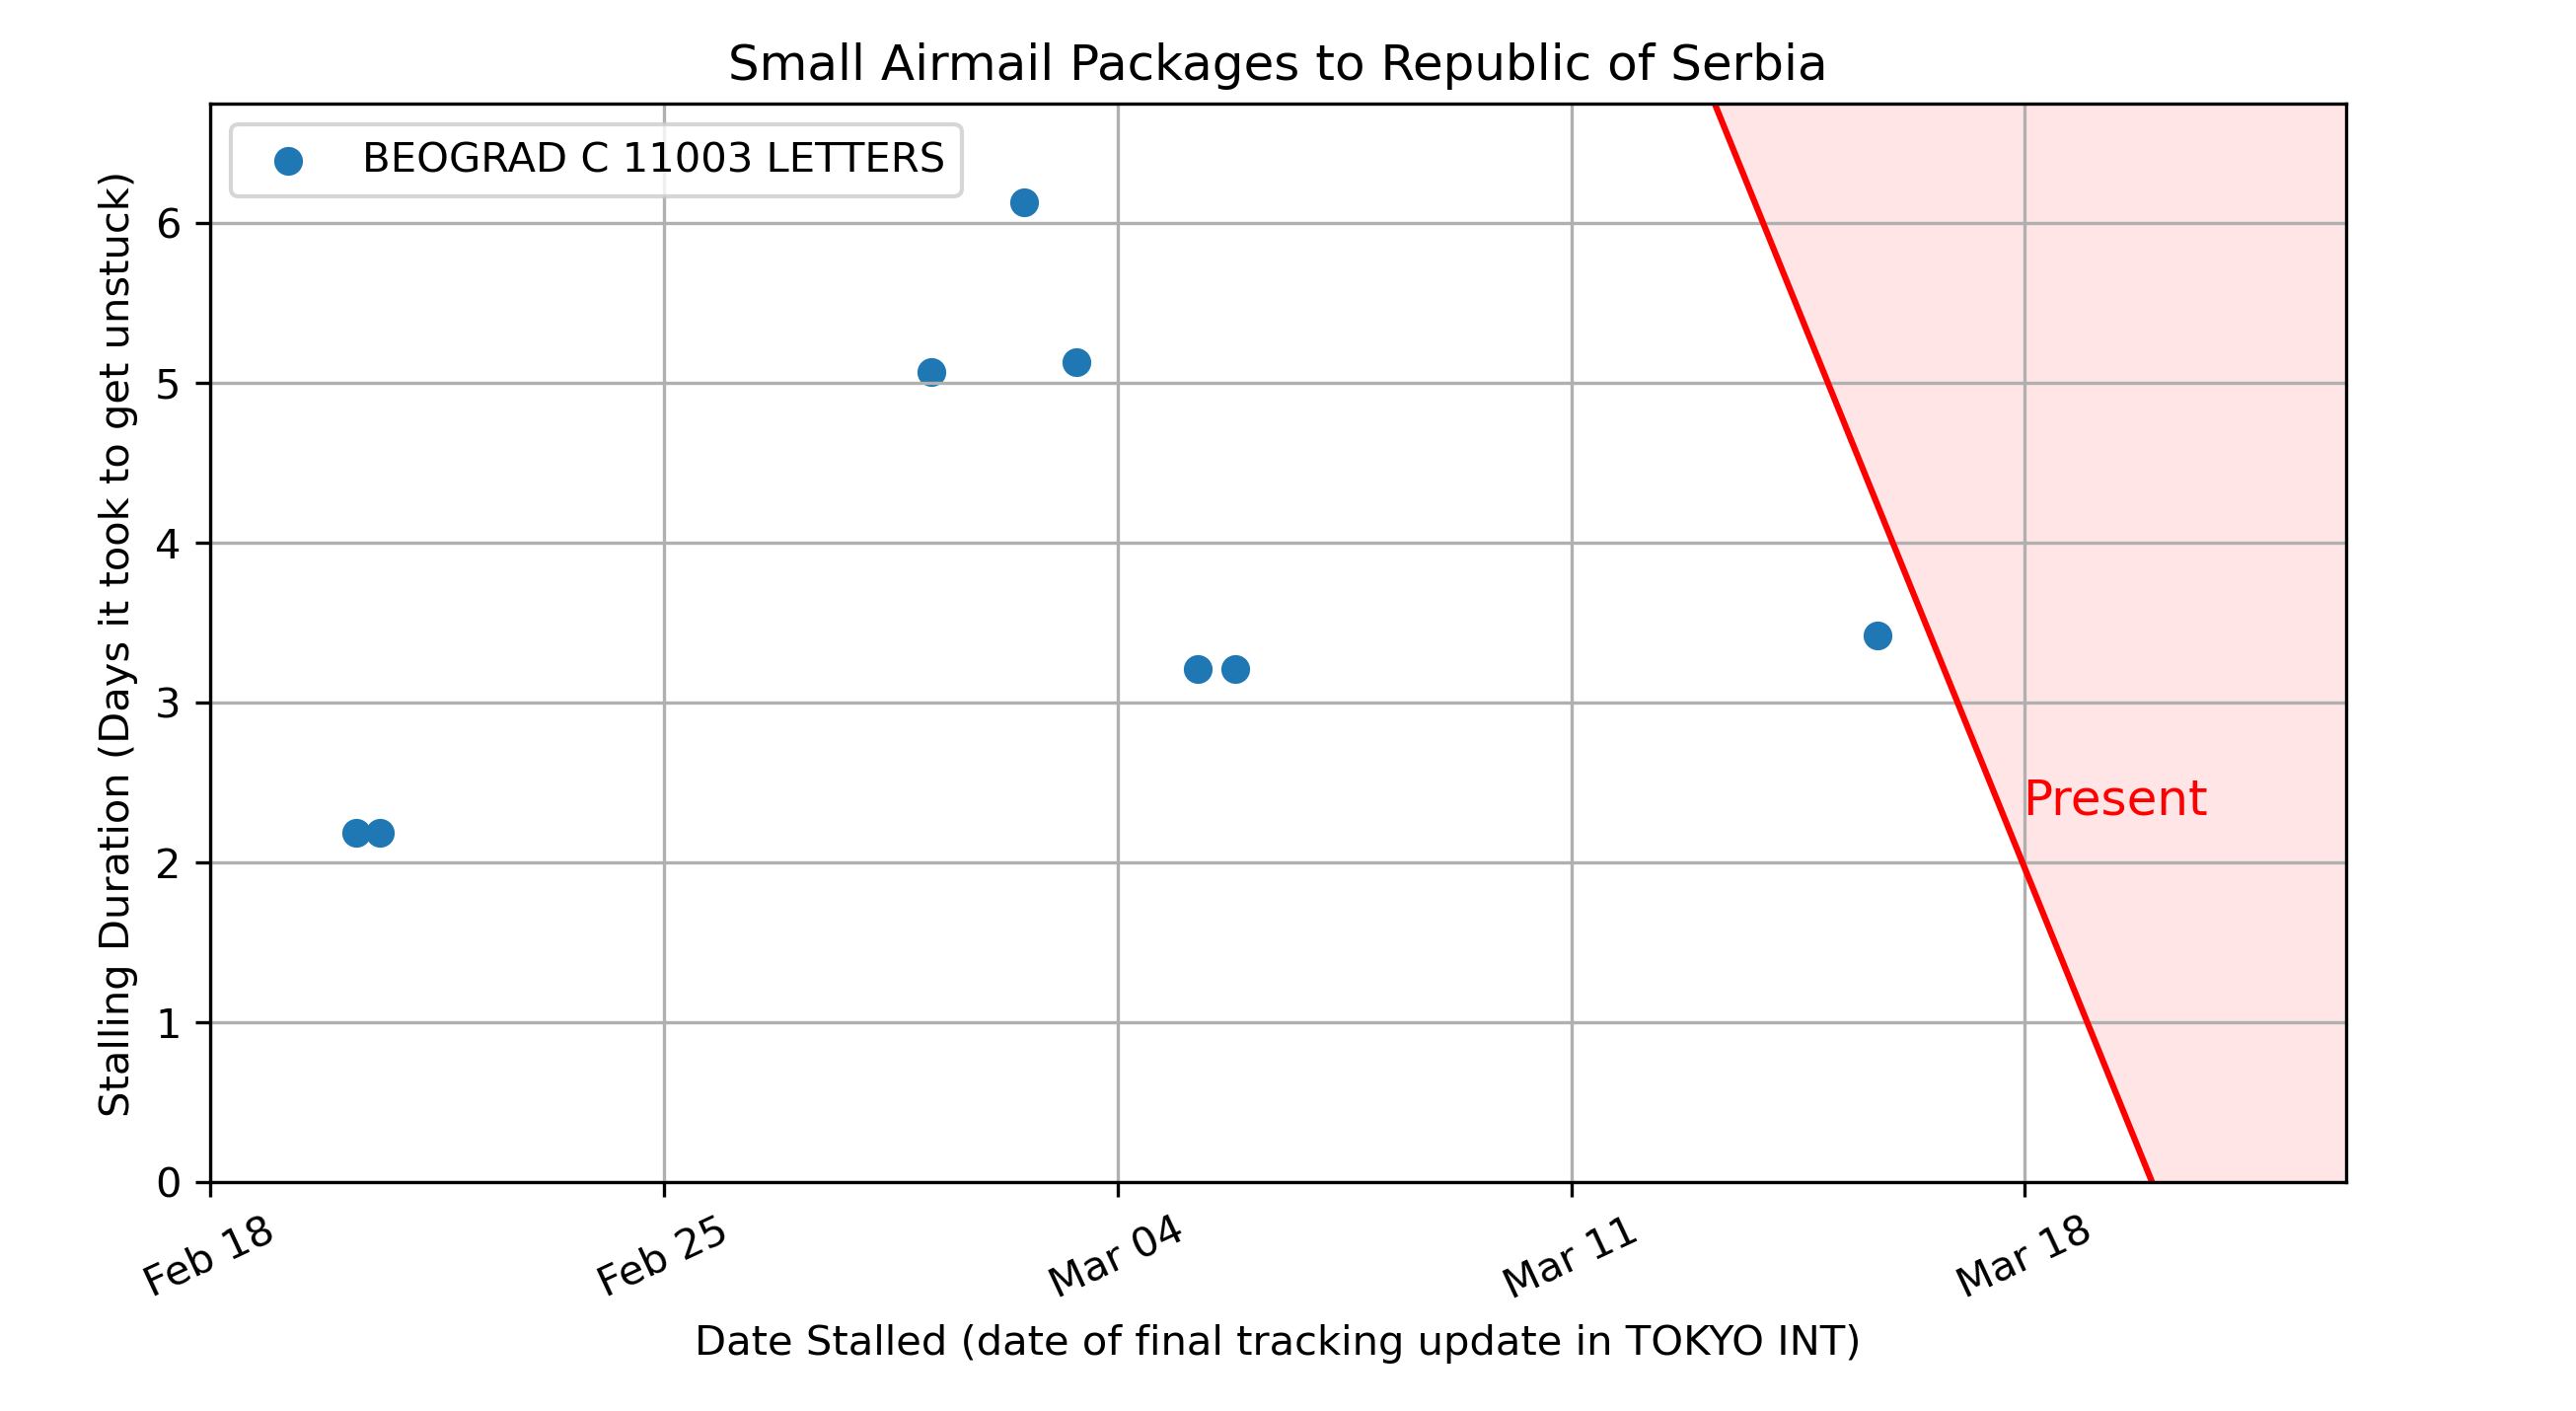 Small Airmail Packages to Republic of Serbia
BEOGRAD C 11003 LETTERS
Stalling Duration (Days it took to get unstuck)
6
5
4
3
2
1
0
Present
Feb 18
Feb 25
Mar 04
Mar 11
Mar 18
Date Stalled (date of final tracking update in TOKYO INT)